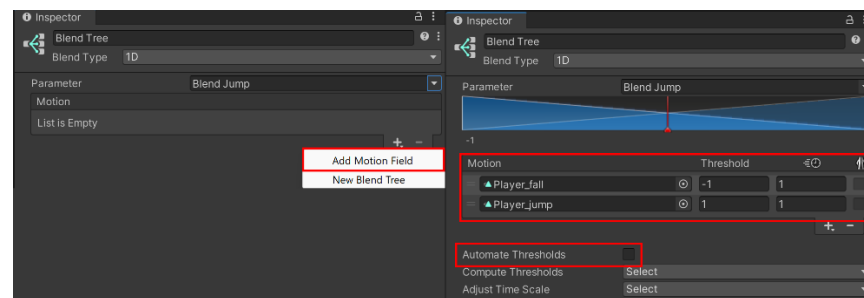 Inspector
Blend Tree
Blend Type 1D
Parameter Blend Jump
Motion
List is Empty
+ -
Add Motion Field
New Blend Tree
Inspector
Blend Tree
Blend Type 1D
Parameter Blend Jump
-1
Motion Threshold
Player_fall -1 1
Player_jump 1 1
+ -
Automate Thresholds
Compute Thresholds Select
Adjust Time Scale Select